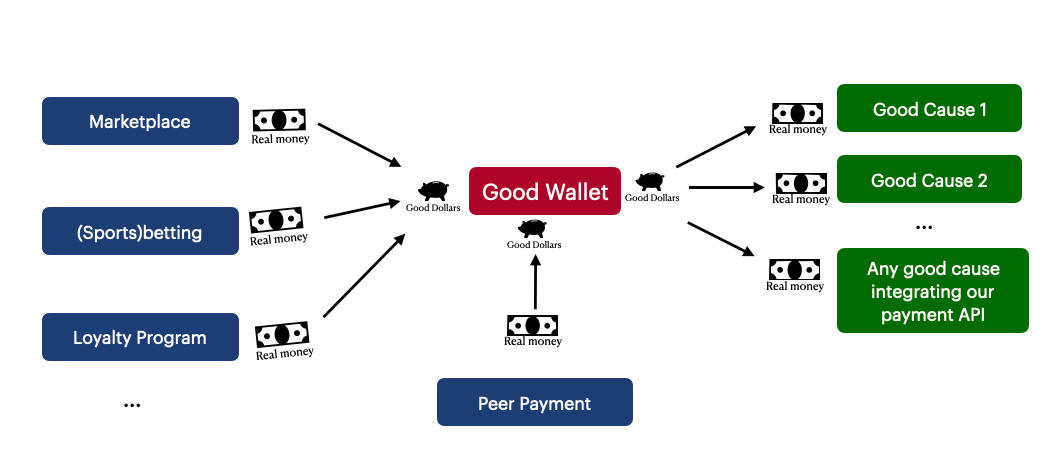 Marketplace
Real money
(Sports)betting
Real money
Loyalty Program
Real money
...
Good Dollars
Good Wallet
Good Dollars
Good Dollars
Real money
Peer Payment
Real money
Good Cause 1
Real money
Good Cause 2
...
Real money
Any good cause
integrating our
payment API